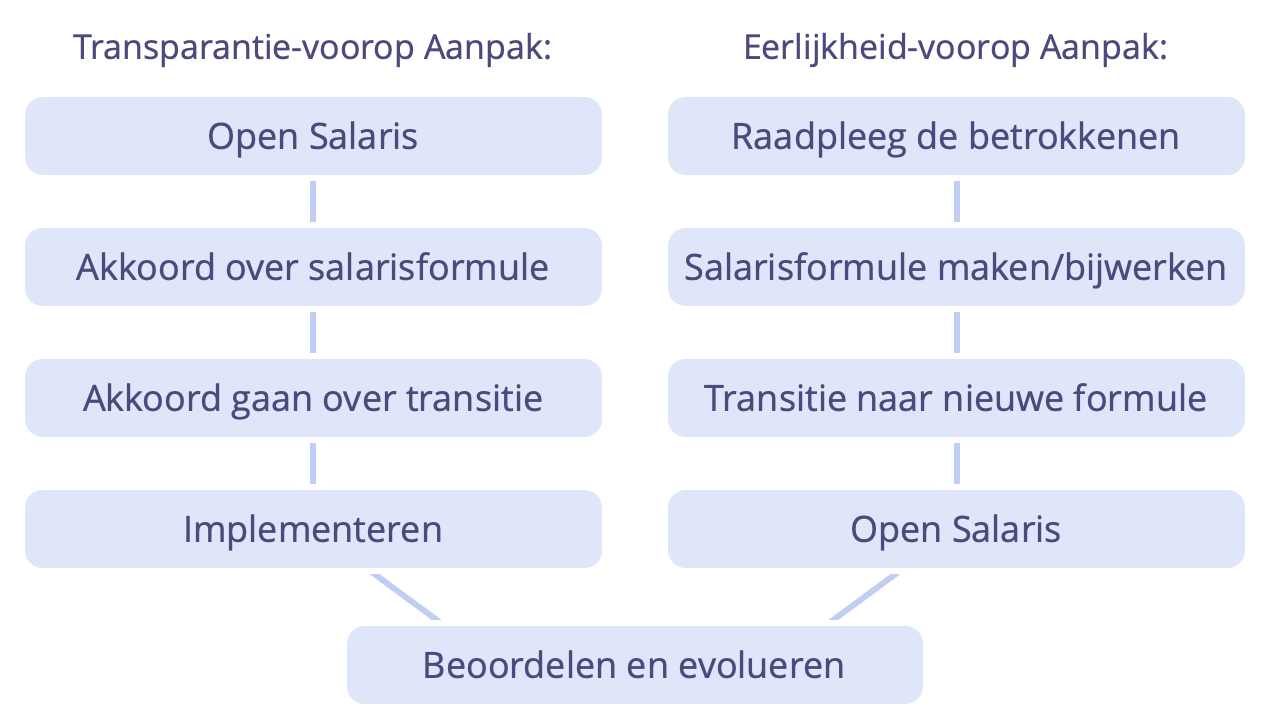 Transparantie-voorop Aanpak:
Open Salaris
Akkoord over salarisformule
Akkoord gaan over transitie
Implementeren
Eerlijkheid-voorop Aanpak:
Raadpleeg de betrokkenen
Salarisformule maken/bijwerken
Transitie naar nieuwe formule
Open Salaris
Beoordelen en evolueren